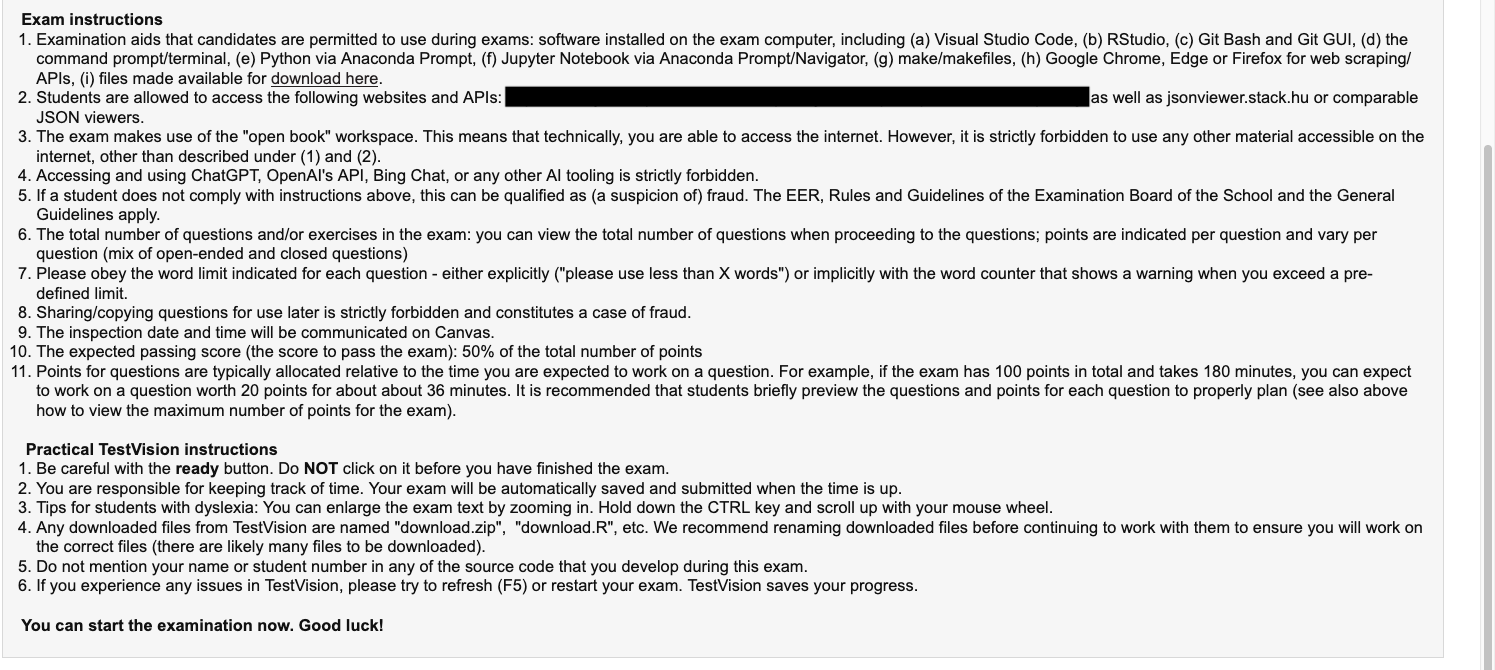 Exam instructions
1. Examination aids that candidates are permitted to use during exams: software installed on the exam computer, including (a) Visual Studio Code, (b) RStudio, (c) Git Bash and Git GUI, (d) the
command prompt/terminal, (e) Python via Anaconda Prompt, (f) Jupyter Notebook via Anaconda Prompt/Navigator, (g) make/makefiles, (h) Google Chrome, Edge or Firefox for web scraping/
APIs, (i) files made available for download here.
2. Students are allowed to access the following websites and APIs: as well as jsonviewer.stack.hu or comparable
JSON viewers.
3. The exam makes use of the "open book" workspace. This means that technically, you are able to access the internet. However, it is strictly forbidden to use any other material accessible on the
internet, other than described under (1) and (2).
4. Accessing and using ChatGPT, OpenAI's API, Bing Chat, or any other AI tooling is strictly forbidden.
5. If a student does not comply with instructions above, this can be qualified as (a suspicion of) fraud. The EER, Rules and Guidelines of the Examination Board of the School and the General
Guidelines apply.
6. The total number of questions and/or exercises in the exam: you can view the total number of questions when proceeding to the questions; points are indicated per question and vary per
question (mix of open-ended and closed questions)
7. Please obey the word limit indicated for each question - either explicitly ("please use less than X words") or implicitly with the word counter that shows a warning when you exceed a pre-
defined limit.
8. Sharing/copying questions for use later is strictly forbidden and constitutes a case of fraud.
9. The inspection date and time will be communicated on Canvas.
10. The expected passing score (the score to pass the exam): 50% of the total number of points
11. Points for questions are typically allocated relative to the time you are expected to work on a question. For example, if the exam has 100 points in total and takes 180 minutes, you can expect
to work on a question worth 20 points for about about 36 minutes. It is recommended that students briefly preview the questions and points for each question to properly plan (see also above
how to view the maximum number of points for the exam).
Practical TestVision instructions
1. Be careful with the ready button. Do NOT click on it before you have finished the exam.
2. You are responsible for keeping track of time. Your exam will be automatically saved and submitted when the time is up.
3. Tips for students with dyslexia: You can enlarge the exam text by zooming in. Hold down the CTRL key and scroll up with your mouse wheel.
4. Any downloaded files from TestVision are named "download.zip", "download.R", etc. We recommend renaming downloaded files before continuing to work with them to ensure you will work on
the correct files (there are likely many files to be downloaded).
5. Do not mention your name or student number in any of the source code that you develop during this exam.
6. If you experience any issues in TestVision, please try to refresh (F5) or restart your exam. TestVision saves your progress.
You can start the examination now. Good luck!